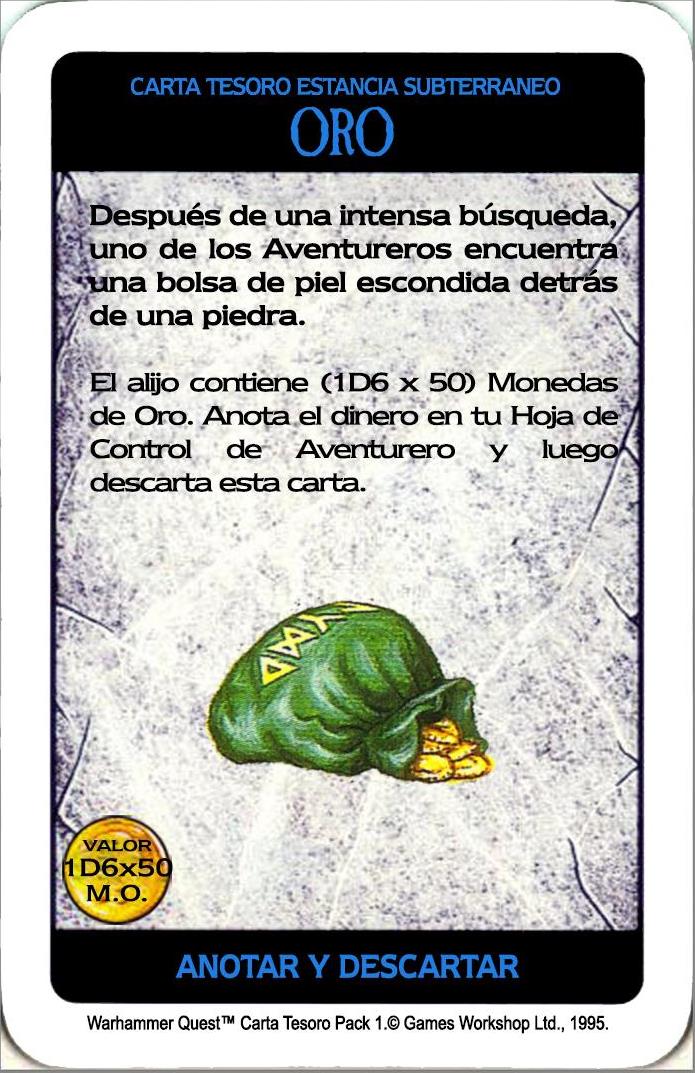 CARTA TESORO ESTANCIA SUBTERRANEO
ORO
Después de una intensa búsqueda,
uno de los Aventureros encuentra
una bolsa de piel escondida detrás
de una piedra.
El alijo contiene (1D6 x 50) Monedas
de Oro. Anota el dinero en tu Hoja de
Control de Aventurero y luego
descarta esta carta.
VALOR
1D6x50
M.O.
ANOTAR Y DESCARTAR
Warhammer Quest™ Carta Tesoro Pack 1.© Games Workshop Ltd., 1995.